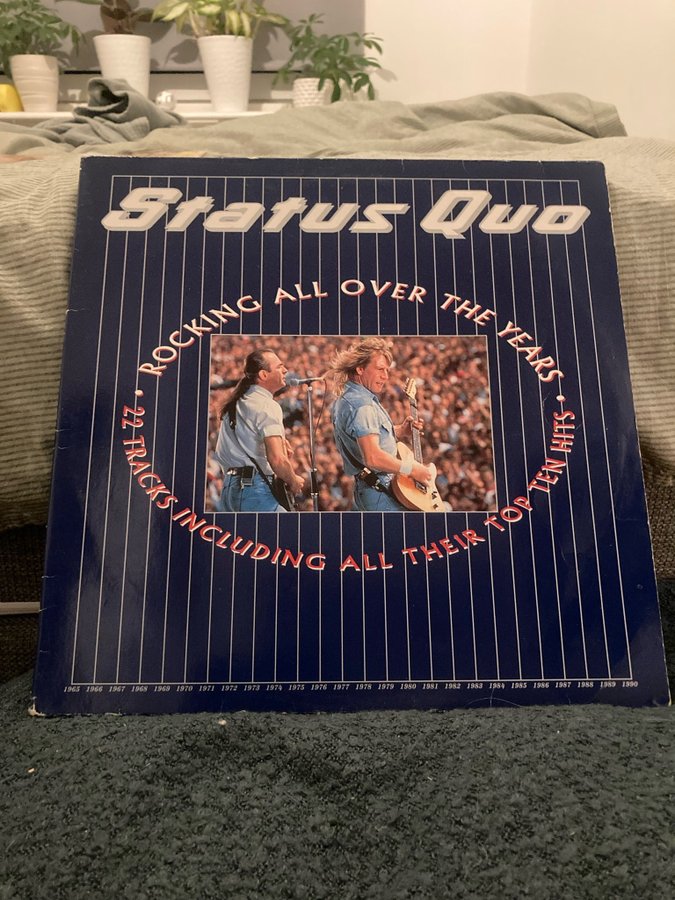 Status Quo
ROCKING ALL OVER THE YEARS
• 22 TRACKS INCLUDING ALL THEIR TOP TEN HITS •
1965 1966 1967 1968 1969 1970 1971 1972 1973 1974 1975 1976 1977 1978 1979 1980 1981 1982 1983 1984 1985 1986 1987 1988 1989 1990